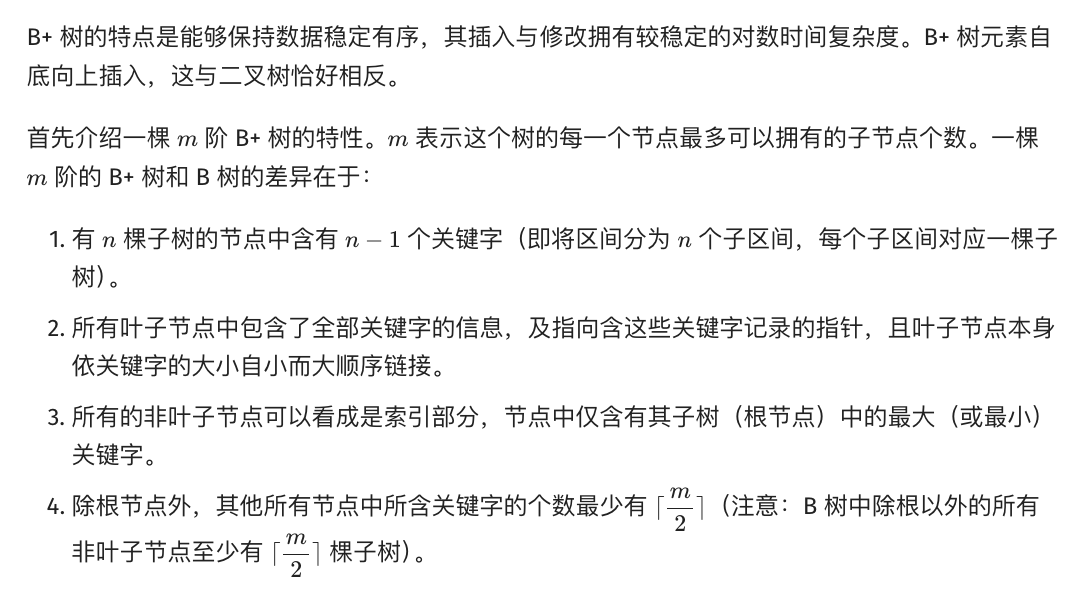 B+ 树的特点是能够保持数据稳定有序，其插入与修改拥有较稳定的对数时间复杂度。B+ 树元素自
底向上插入，这与二叉树恰好相反。
首先介绍一棵 m 阶 B+ 树的特性。m 表示这个树的每一个节点最多可以拥有的子节点个数。一棵
m 阶的 B+ 树和 B 树的差异在于：
1. 有 n 棵子树的节点中含有 n − 1 个关键字（即将区间分为 n 个子区间，每个子区间对应一棵子
树）。
2. 所有叶子节点中包含了全部关键字的信息，及指向含这些关键字记录的指针，且叶子节点本身
依关键字的大小自小而大顺序链接。
3. 所有的非叶子节点可以看成是索引部分，节点中仅含有其子树（根节点）中的最大（或最小）
关键字。
4. 除根节点外，其他所有节点中所含关键字的个数最少有 ⌈m/2⌉（注意：B 树中除根以外的所有
非叶子节点至少有 ⌈m/2⌉ 棵子树）。